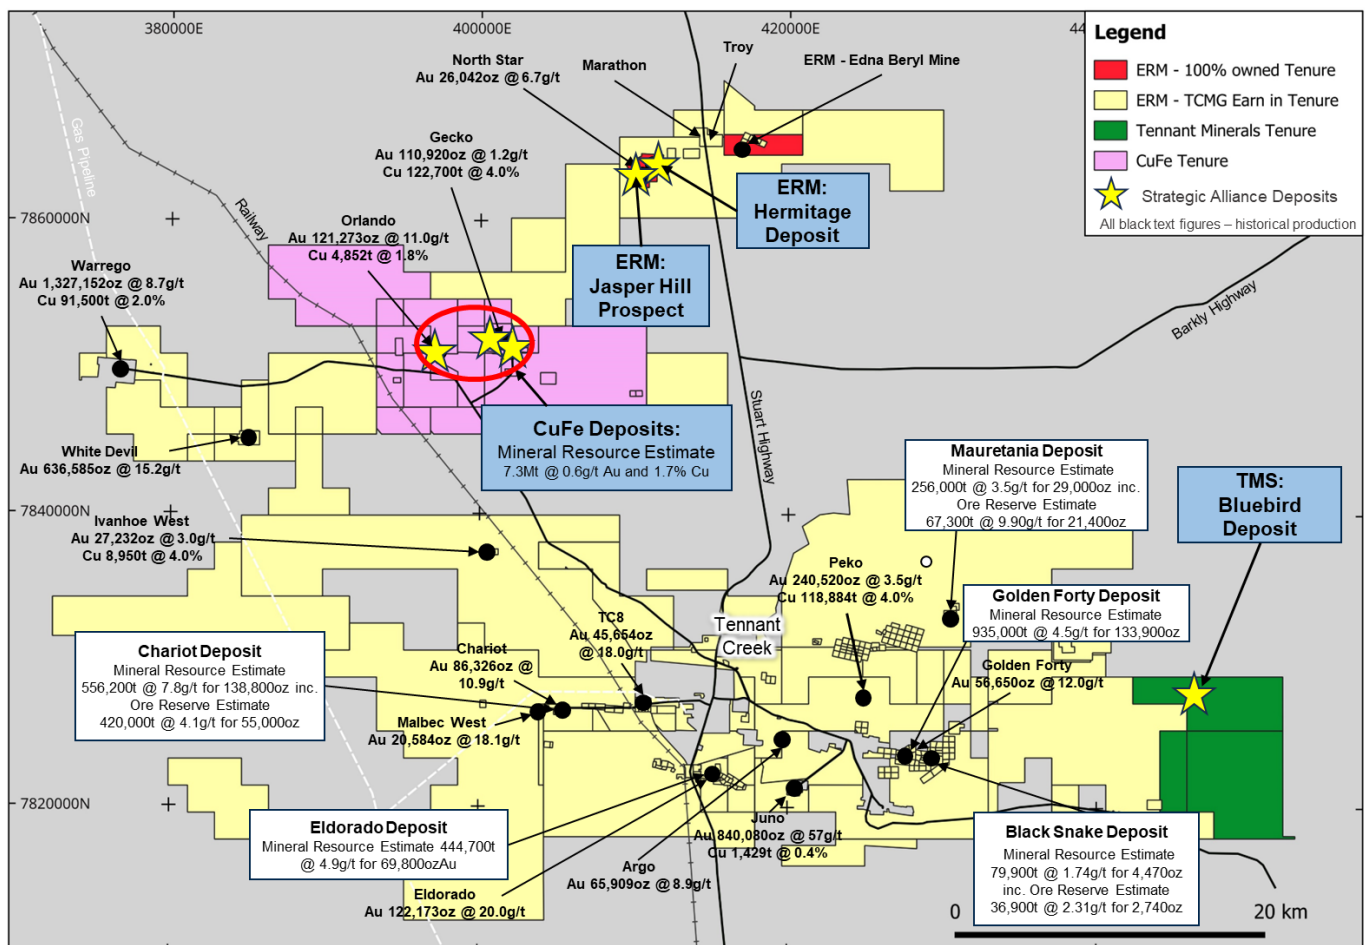 380000E
400000E
420000E
44
Legend
ERM - 100% owned Tenure
ERM - TCMG Earn in Tenure
Tennant Minerals Tenure
CuFe Tenure
Strategic Alliance Deposits
All black text figures – historical production
North Star
Au 26,042oz @ 6.7g/t
Marathon
Troy
ERM - Edna Beryl Mine
Gas Pipeline
Railway
Gecko
Au 110,920oz @ 1.2g/t
Cu 122,700t @ 4.0%
ERM:
Hermitage
Deposit
7860000N
Orlando
Au 121,273oz @ 11.0g/t
Cu 4,852t @ 1.8%
ERM:
Jasper Hill
Prospect
Warrego
Au 1,327,152oz @ 8.7g/t
Cu 91,500t @ 2.0%
Barkly Highway
Stuart Highway
CuFe Deposits:
Mineral Resource Estimate
7.3Mt @ 0.6g/t Au and 1.7% Cu
White Devil
Au 636,585oz @ 15.2g/t
Mauretania Deposit
Mineral Resource Estimate
256,000t @ 3.5g/t for 29,000oz inc.
Ore Reserve Estimate
67,300t @ 9.90g/t for 21,400oz
TMS:
Bluebird
Deposit
7840000N
Ivanhoe West
Au 27,232oz @ 3.0g/t
Cu 8,950t @ 4.0%
Peko
Au 240,520oz @ 3.5g/t
Cu 118,884t @ 4.0%
Golden Forty Deposit
Mineral Resource Estimate
935,000t @ 4.5g/t for 133,900oz
Tennant
Creek
TC8
Au 45,654oz
@ 18.0g/t
Chariot Deposit
Mineral Resource Estimate
556,200t @ 7.8g/t for 138,800oz inc.
Ore Reserve Estimate
420,000t @ 4.1g/t for 55,000oz
Chariot
Au 86,326oz @
10.9g/t
Golden Forty
Au 56,650oz @ 12.0g/t
Malbec West
Au 20,584oz @ 18.1g/t
7820000N
Eldorado Deposit
Mineral Resource Estimate 444,700t
@ 4.9g/t for 69,800ozAu
Juno
Au 840,080oz @ 57g/t
Cu 1,429t @ 0.4%
Black Snake Deposit
Mineral Resource Estimate
79,900t @ 1.74g/t for 4,470oz
inc. Ore Reserve Estimate
36,900t @ 2.31g/t for 2,740oz
Argo
Au 65,909oz @ 8.9g/t
Eldorado
Au 122,173oz @ 20.0g/t
0
20 km